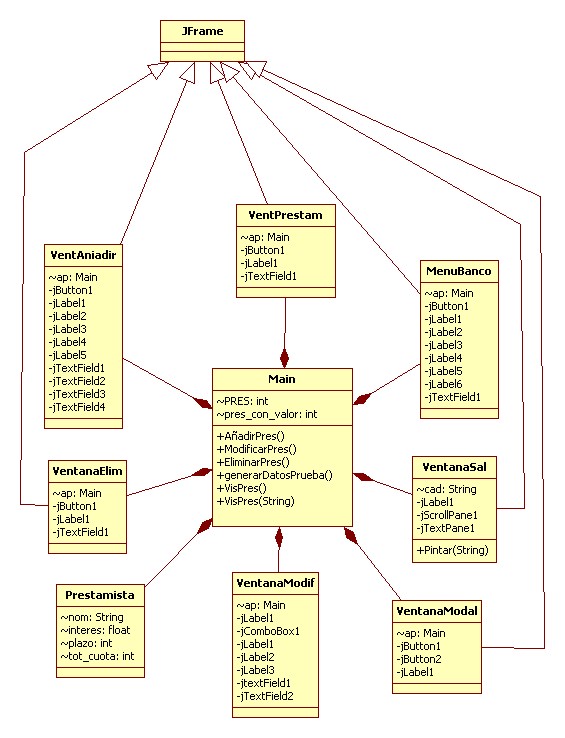 JFrame
VentPrestam
~ap: Main
-jButton1
-jLabel1
-jTextField1
VentAniadir
~ap: Main
-jButton1
-jLabel1
-jLabel2
-jLabel3
-jLabel4
-jLabel5
-jTextField1
-jTextField2
-jTextField3
-jTextField4
MenuBanco
~ap: Main
-jButton1
-jLabel1
-jLabel2
-jLabel3
-jLabel4
-jLabel5
-jLabel6
-jTextField1
Main
~PRES: int
~pres_con_valor: int
+AñadirPres()
+ModificarPres()
+EliminarPres()
+generarDatosPrueba()
+VisPres()
+VisPres(String)
VentanaElim
~ap: Main
-jButton1
-jLabel1
-jTextField1
VentanaSal
~cad: String
-jLabel1
-jScrollPane1
-jTextPane1
+Pintar(String)
Prestamista
~nom: String
~interes: float
~plazo: int
~tot_cuota: int
VentanaModif
~ap: Main
-jLabel1
-jComboBox1
-jLabel1
-jLabel2
-jLabel3
-jtextField1
-jTextField2
VentanaModal
~ap: Main
-jButton1
-jButton2
-jLabel1